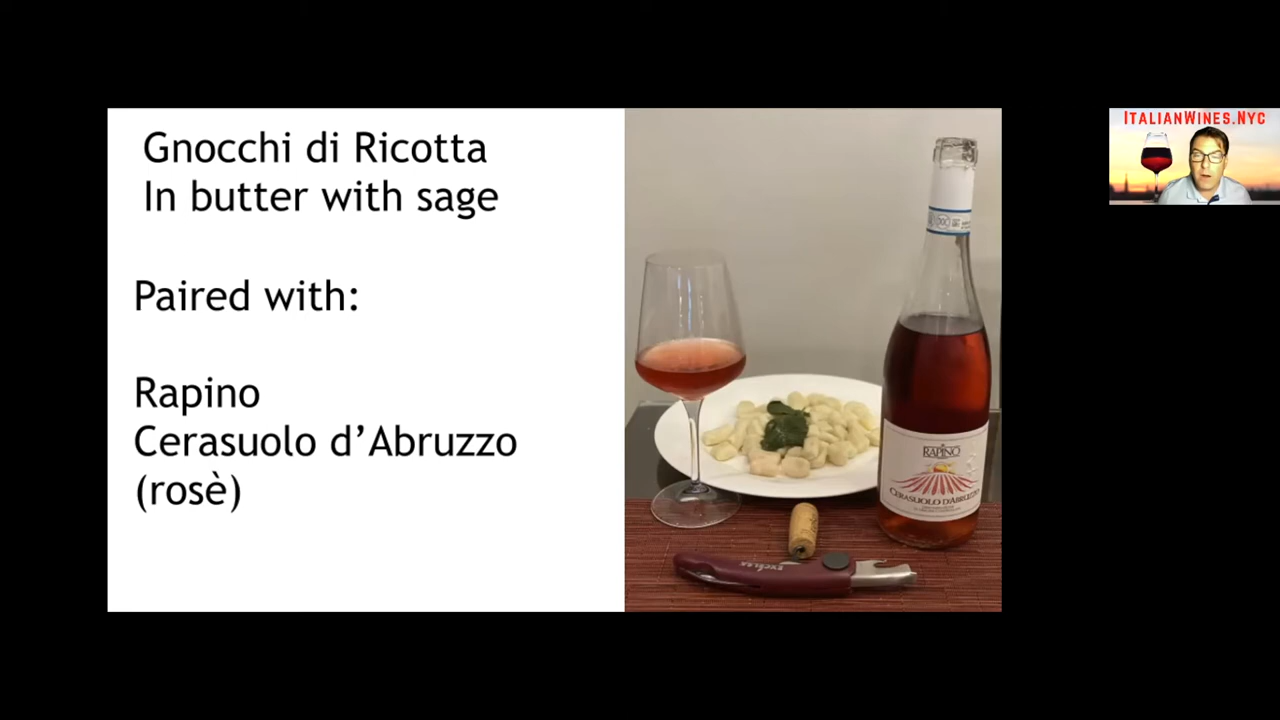 Gnocchi di Ricotta
In butter with sage
Paired with:
Rapino
Cerasuolo d’Abruzzo
(rosè)
ITALIANWINES.NYC
RAPINO
CERASUOLO D'ABRUZZO